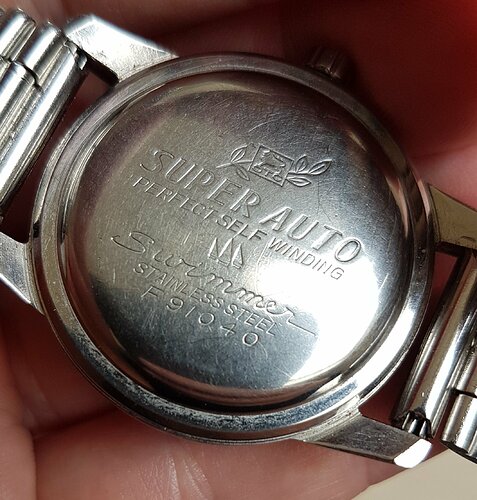 SUPER AUTO
PERFECT SELF WINDING
Swimmer
STAINLESS STEEL
F91040